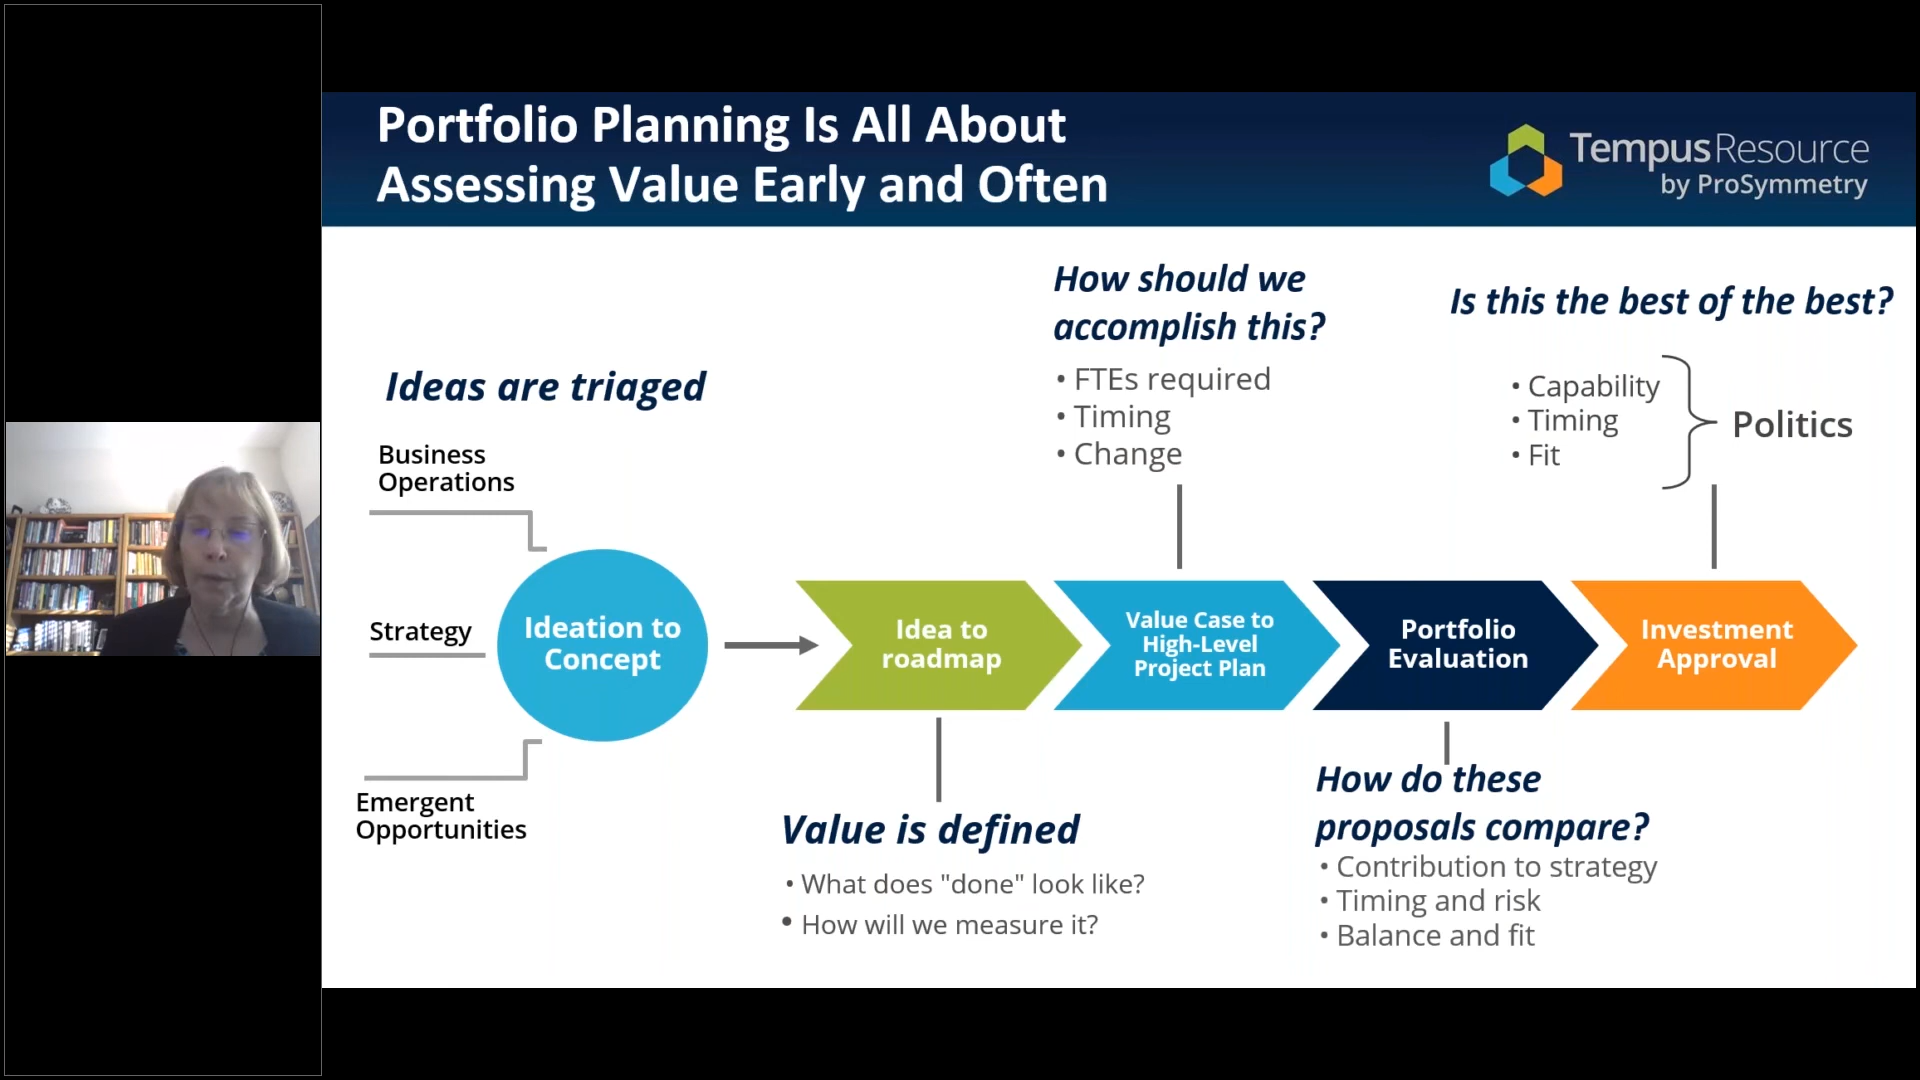 Portfolio Planning Is All About
Assessing Value Early and Often
TempusResource
by ProSymmetry
Ideas are triaged
Business
Operations
Strategy
Emergent
Opportunities
Ideation to
Concept
Idea to
roadmap
Value is defined
• What does "done" look like?
• How will we measure it?
How should we
accomplish this?
• FTEs required
• Timing
• Change
Value Case to
High-Level
Project Plan
Portfolio
Evaluation
How do these
proposals compare?
• Contribution to strategy
• Timing and risk
• Balance and fit
Is this the best of the best?
• Capability
• Timing
• Fit
Politics
Investment
Approval